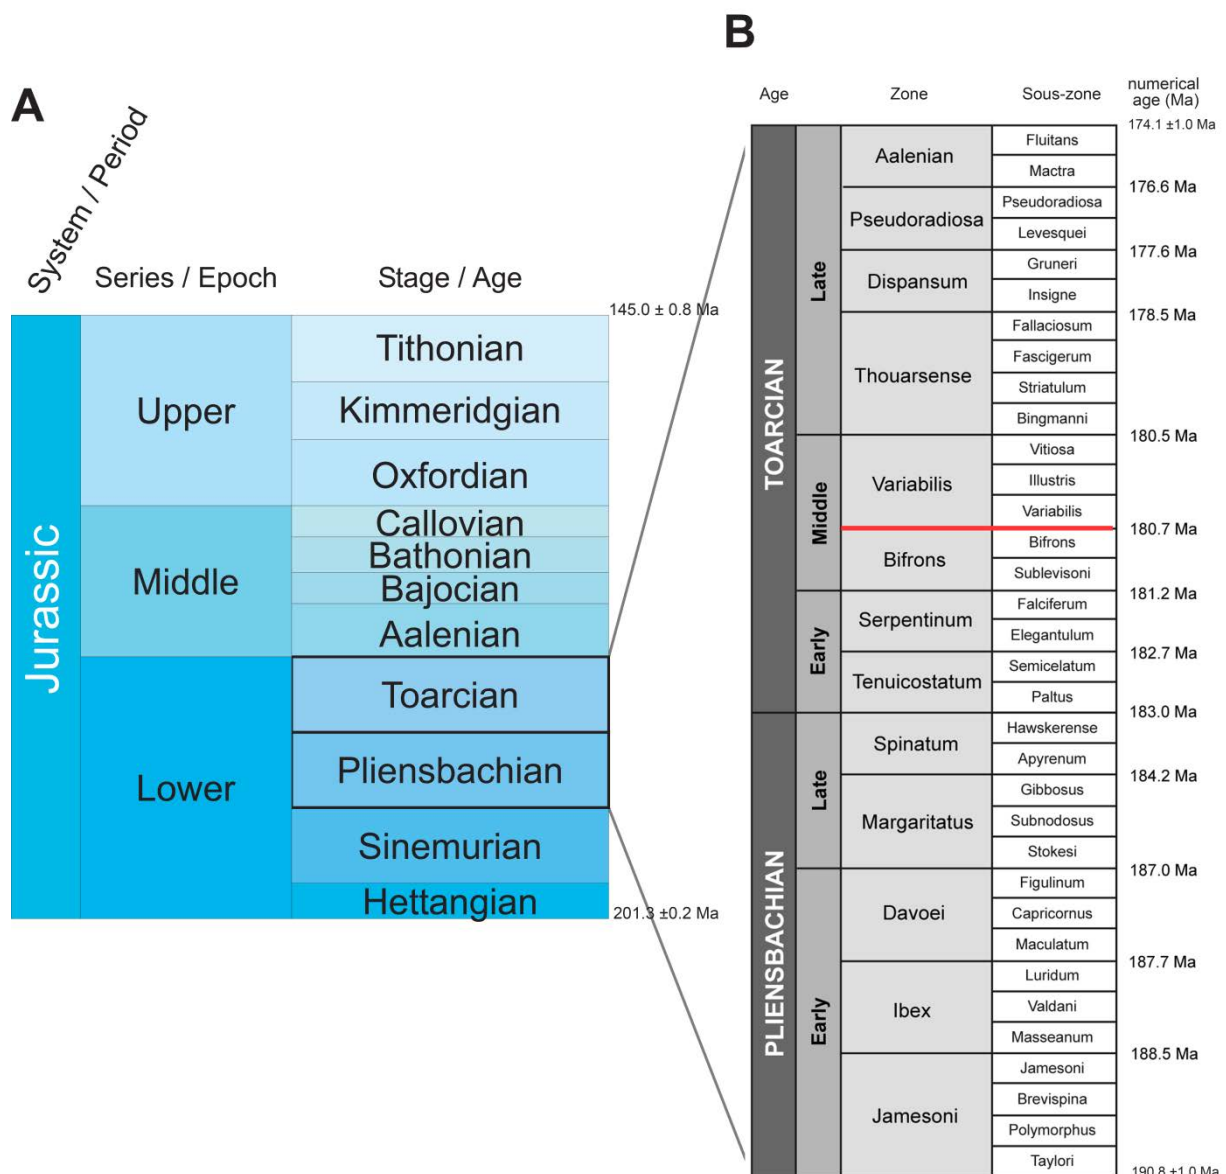 A
System / Period
Series / Epoch
Stage / Age
145.0 ± 0.8 Ma
Jurassic
Upper
Tithonian
Kimmeridgian
Oxfordian
Middle
Callovian
Bathonian
Bajocian
Aalenian
Lower
Toarcian
Pliensbachian
Sinemurian
Hettangian
201.3 ±0.2 Ma
B
Age
Zone
Sous-zone
numerical
age (Ma)
174.1 ±1.0 Ma
TOARCIAN
Late
Aalenian
Fluitans
Mactra
176.6 Ma
Pseudoradiosa
Pseudoradiosa
Levesquei
177.6 Ma
Dispansum
Gruneri
Insigne
178.5 Ma
Thouarsense
Fallaciosum
Fascigerum
Striatulum
Bingmanni
180.5 Ma
Middle
Variabilis
Vitiosa
Illustris
Variabilis
180.7 Ma
Bifrons
Bifrons
Sublevisoni
181.2 Ma
Early
Serpentinum
Falciferum
Elegantulum
182.7 Ma
Tenuicostatum
Semicelatum
Paltus
183.0 Ma
PLIENSBACHIAN
Late
Spinatum
Hawskerense
Apyrenum
184.2 Ma
Margaritatus
Gibbosus
Subnodosus
Stokesi
187.0 Ma
Early
Davoei
Figulinum
Capricornus
Maculatum
187.7 Ma
Ibex
Luridum
Valdani
Masseanum
188.5 Ma
Jamesoni
Jamesoni
Brevispina
Polymorphus
Taylori
190.8 ±1.0 Ma